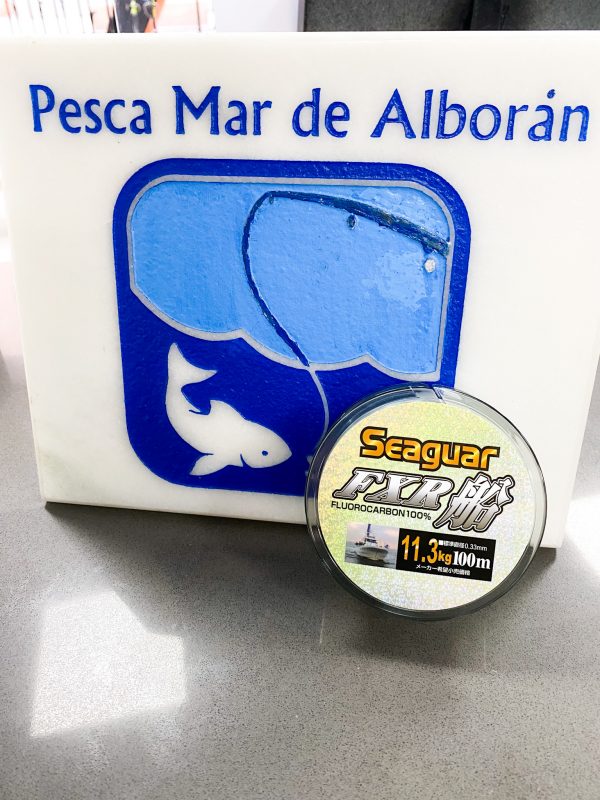 Pesca Mar de Alborán
Seaguar
FXR船
FLUOROCARBON100%
11.3kg
■標準直径0.33mm
100m
メーカー希望小売価格